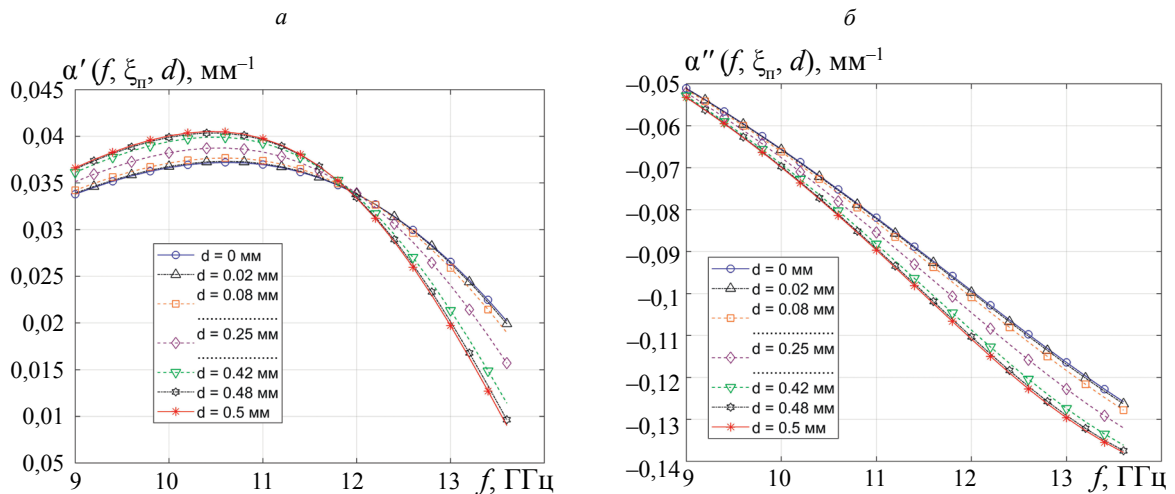 а
α′ (f, ξп, d), мм⁻¹
0,045
0,04
0,035
0,03
0,025
0,02
0,015
0,01
0,05
9 10 11 12 13 f, ГГц
d = 0 мм
d = 0.02 мм
d = 0.08 мм
....................
d = 0.25 мм
....................
d = 0.42 мм
d = 0.48 мм
d = 0.5 мм
б
α′′ (f, ξп, d), мм⁻¹
–0,05
–0,06
–0,07
–0,08
–0,09
–0,1
–0,11
–0,12
–0,13
–0,14
9 10 11 12 13 f, ГГц
d = 0 мм
d = 0.02 мм
d = 0.08 мм
....................
d = 0.25 мм
....................
d = 0.42 мм
d = 0.48 мм
d = 0.5 мм